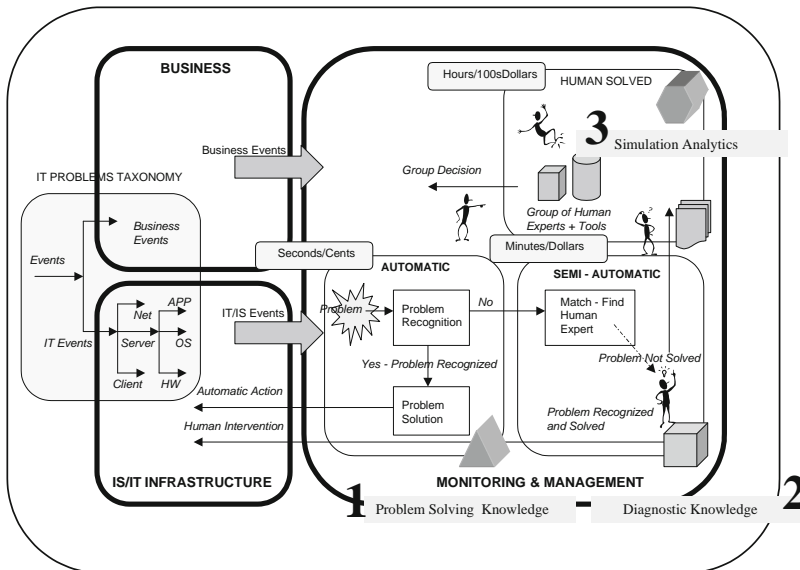 BUSINESS
Hours/100sDollars
HUMAN SOLVED
3
Simulation Analytics
Business Events
Group Decision
IT PROBLEMS TAXONOMY
Group of Human
Experts + Tools
Business
Events
Seconds/Cents
Minutes/Dollars
Events
AUTOMATIC
SEMI - AUTOMATIC
Net
APP
IT/IS Events
Problem
Problem
Recognition
No
Match - Find
Human
Expert
IT Events
Server
OS
Client
HW
Yes - Problem Recognized
Problem Not Solved
Automatic Action
Problem
Solution
Human Intervention
Problem Recognized
and Solved
IS/IT INFRASTRUCTURE
MONITORING & MANAGEMENT
1
Problem Solving Knowledge
Diagnostic Knowledge
2